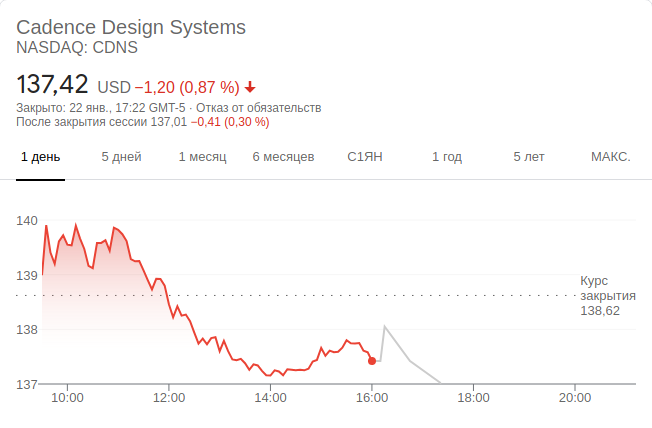 Cadence Design Systems
NASDAQ: CDNS
137,42 USD −1,20 (0,87 %)
Закрыто: 22 янв., 17:22 GMT-5 · Отказ от обязательств
После закрытия сессии 137,01 −0,41 (0,30 %)
1 день 5 дней 1 месяц 6 месяцев С1ЯН 1 год 5 лет МАКС.
140
139
Курс
закрытия
138,62
138
137
10:00 12:00 14:00 16:00 18:00 20:00